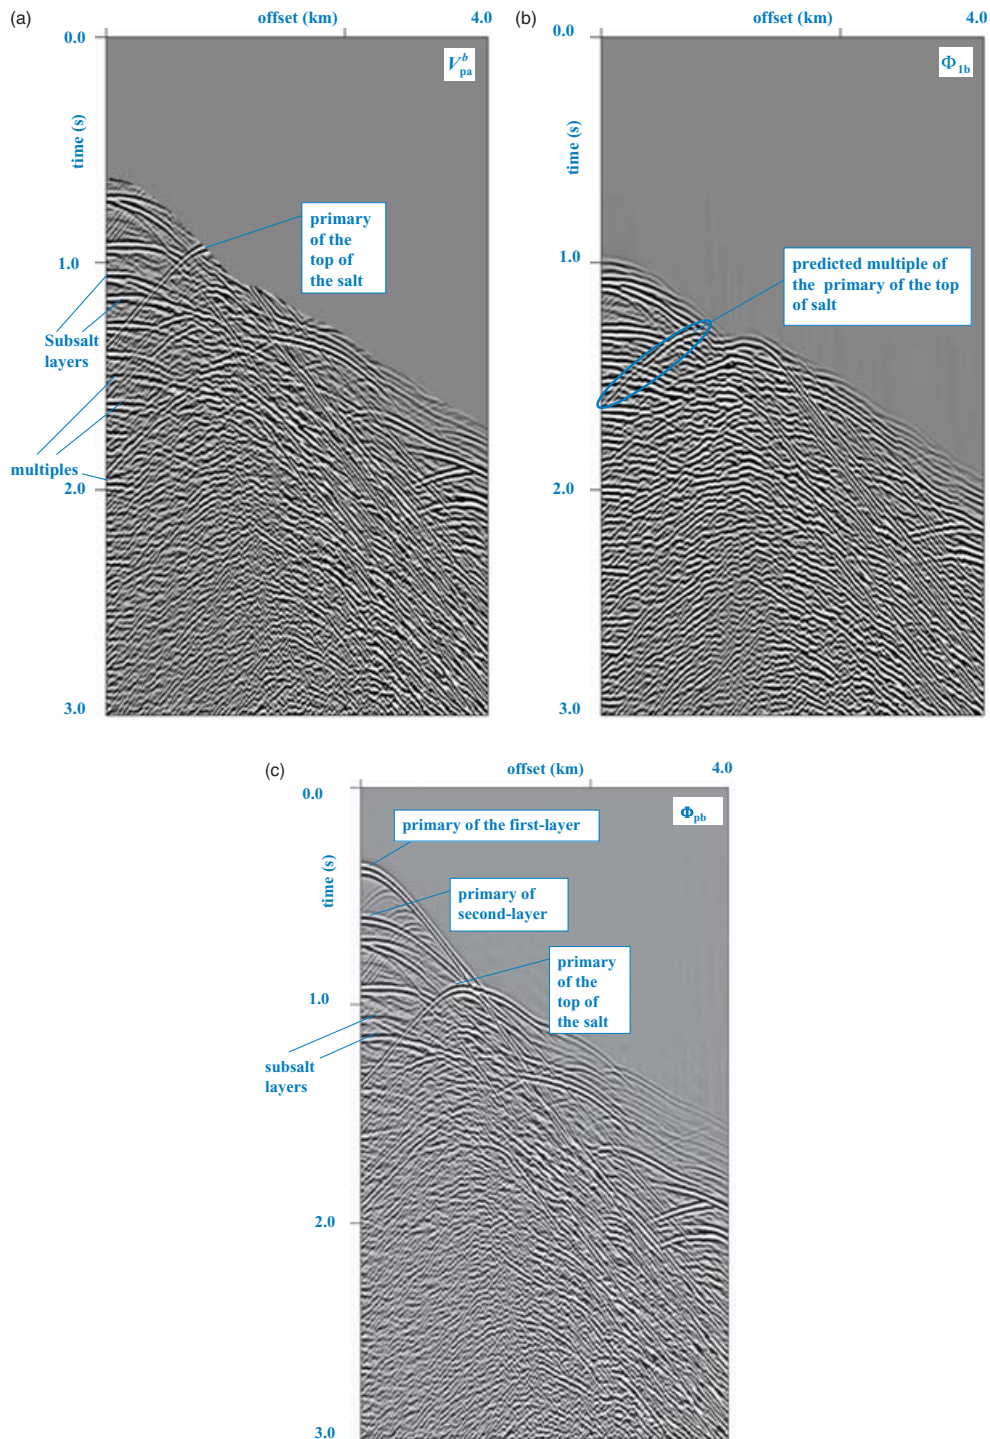 (a)
offset (km)
4.0
0.0
V^b_pa
time (s)
primary
of the
top of
the salt
1.0
Subsalt
layers
multiples
2.0
3.0
(b)
offset (km)
4.0
0.0
Φ_1b
time (s)
1.0
predicted multiple of
the primary of the top
of salt
2.0
3.0
(c)
offset (km)
4.0
0.0
Φ_pb
primary of the first-layer
time (s)
primary of
second-layer
primary
of the
top of
the salt
1.0
subsalt
layers
2.0
3.0